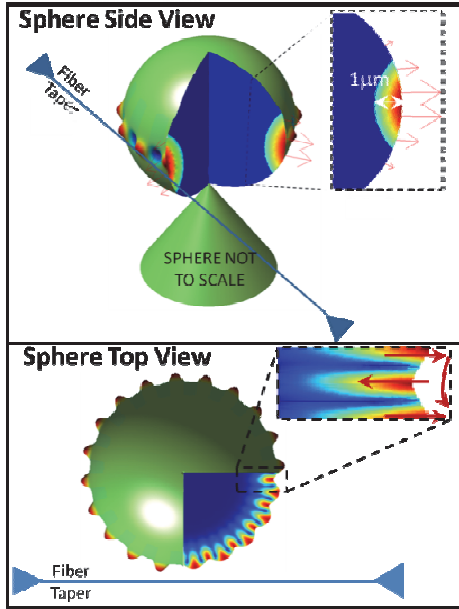 Sphere Side View
Fiber
Taper
1μm
SPHERE NOT
TO SCALE
Sphere Top View
Fiber
Taper